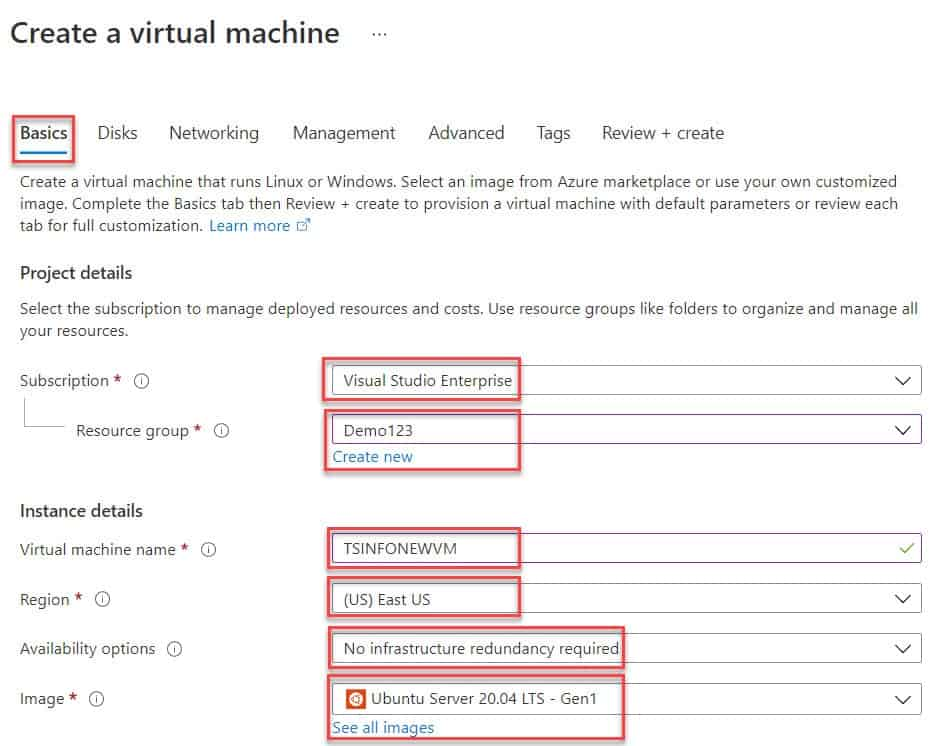 Create a virtual machine ...
Basics Disks Networking Management Advanced Tags Review + create
Create a virtual machine that runs Linux or Windows. Select an image from Azure marketplace or use your own customized
image. Complete the Basics tab then Review + create to provision a virtual machine with default parameters or review each
tab for full customization. Learn more
Project details
Select the subscription to manage deployed resources and costs. Use resource groups like folders to organize and manage all
your resources.
Subscription * Visual Studio Enterprise
Resource group * Demo123
Create new
Instance details
Virtual machine name * TSINFONEWVM
Region * (US) East US
Availability options No infrastructure redundancy required
Image * Ubuntu Server 20.04 LTS - Gen1
See all images